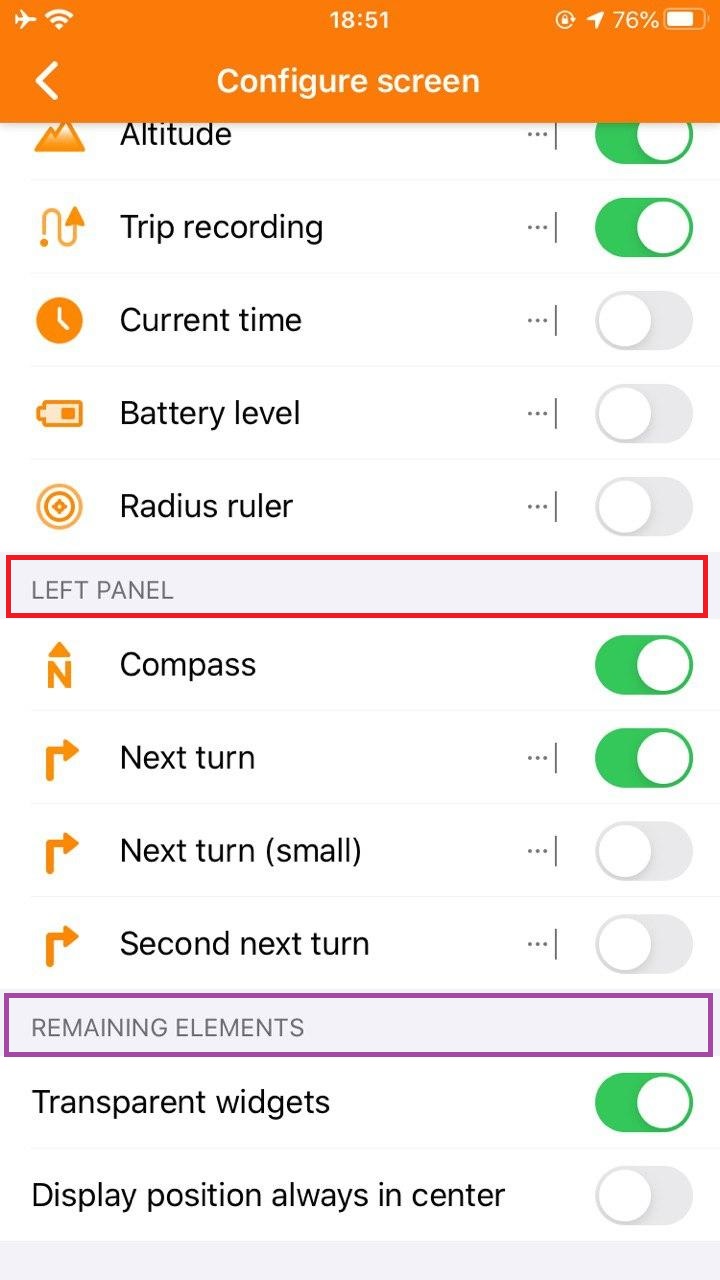 18:51
76%
Configure screen
Altitude
Trip recording
Current time
Battery level
Radius ruler
LEFT PANEL
N
Compass
Next turn
Next turn (small)
Second next turn
REMAINING ELEMENTS
Transparent widgets
Display position always in center